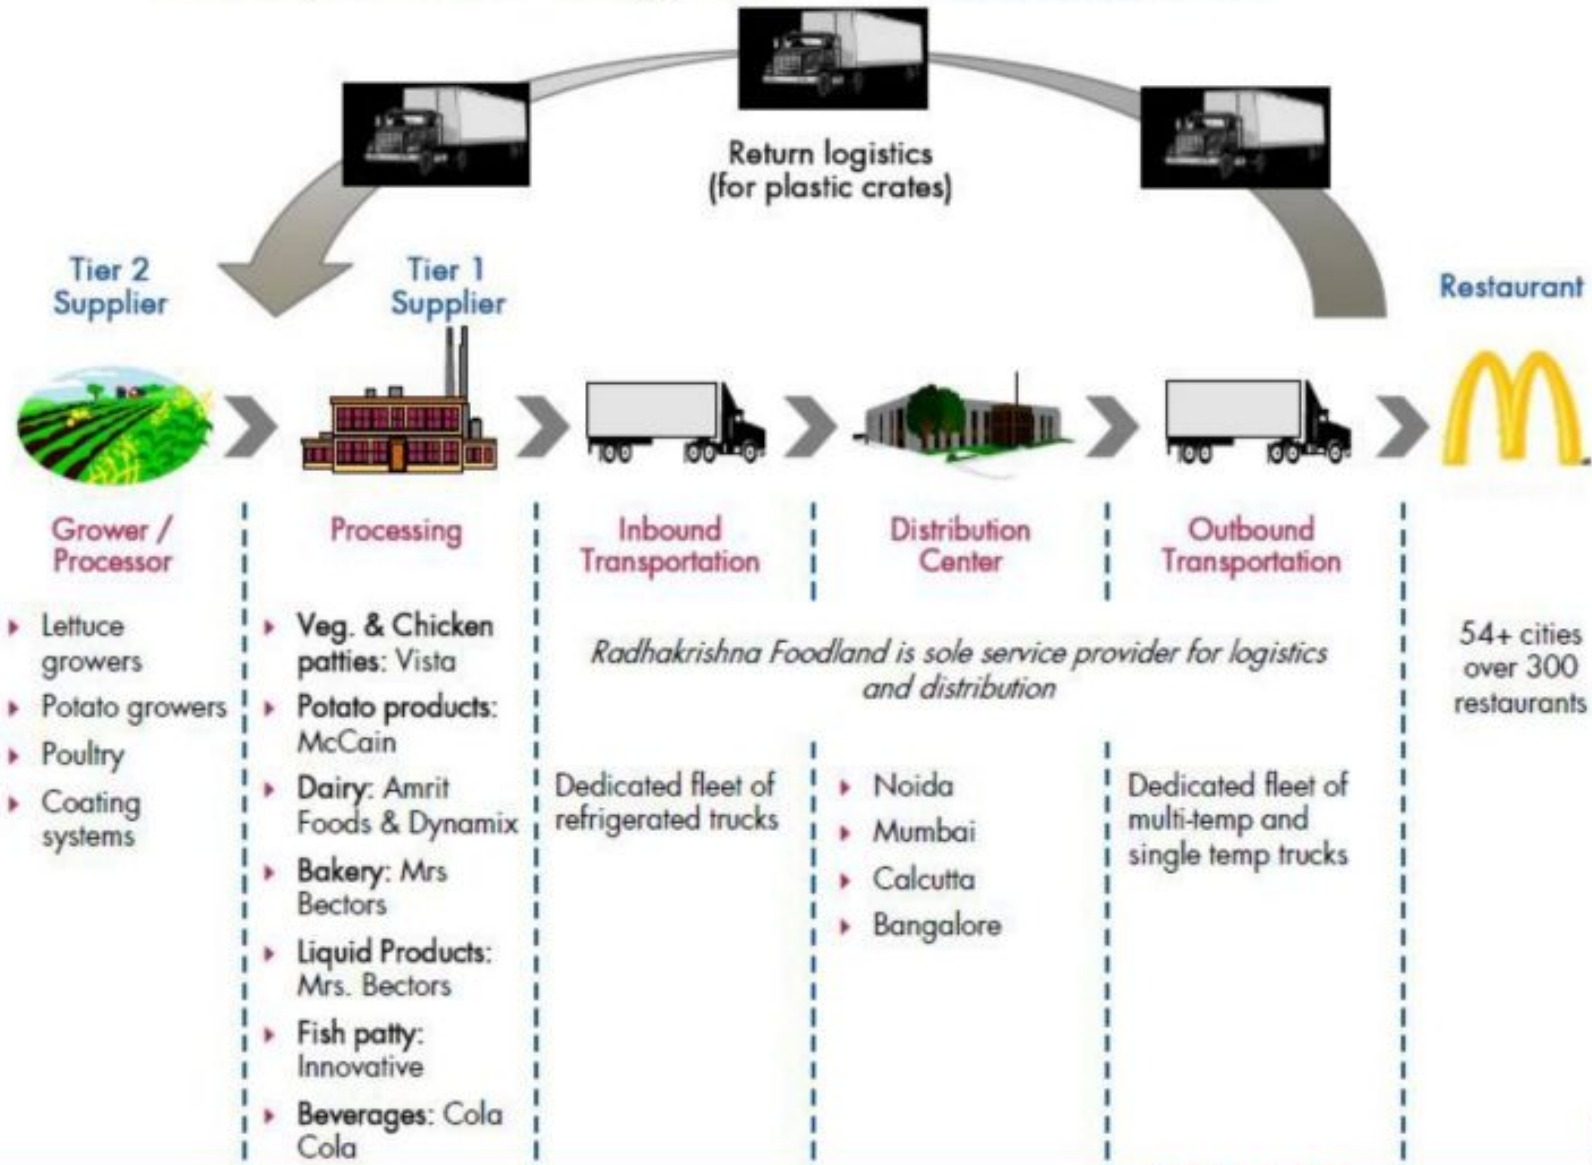 Return logistics
(for plastic crates)
Tier 2
Supplier
Tier 1
Supplier
Restaurant
Grower /
Processor
Lettuce
growers
Potato growers
Poultry
Coating
systems
Processing
Veg. & Chicken
patties: Vista
Potato products:
McCain
Dairy: Amrit
Foods & Dynamix
Bakery: Mrs
Bectors
Liquid Products:
Mrs. Bectors
Fish patty:
Innovative
Beverages: Cola
Cola
Inbound
Transportation
Distribution
Center
Outbound
Transportation
Radhakrishna Foodland is sole service provider for logistics
and distribution
Dedicated fleet of
refrigerated trucks
Noida
Mumbai
Calcutta
Bangalore
Dedicated fleet of
multi-temp and
single temp trucks
54+ cities
over 300
restaurants